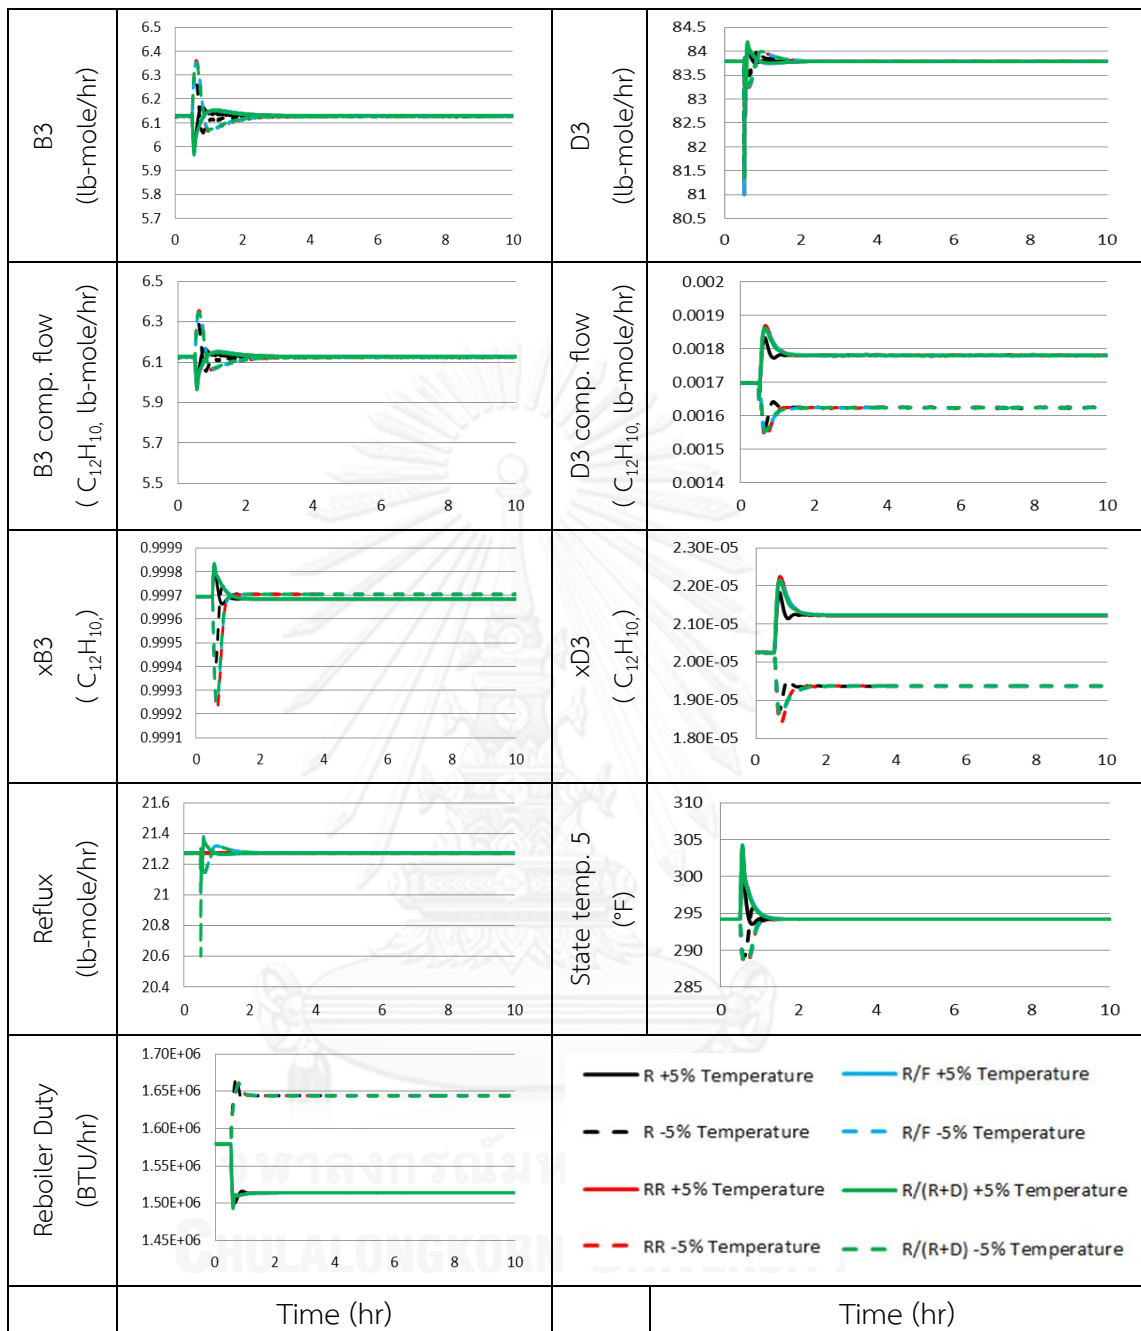 B3
(lb-mole/hr)
6.5
6.4
6.3
6.2
6.1
6
5.9
5.8
5.7
0 2 4 6 8 10
D3
(lb-mole/hr)
84.5
84
83.5
83
82.5
82
81.5
81
80.5
0 2 4 6 8 10
B3 comp. flow
( C₁₂H₁₀, lb-mole/hr)
6.5
6.3
6.1
5.9
5.7
5.5
0 2 4 6 8 10
D3 comp. flow
( C₁₂H₁₀, lb-mole/hr)
0.002
0.0019
0.0018
0.0017
0.0016
0.0015
0.0014
0 2 4 6 8 10
xB3
( C₁₂H₁₀,)
0.9999
0.9998
0.9997
0.9996
0.9995
0.9994
0.9993
0.9992
0.9991
0 2 4 6 8 10
xD3
( C₁₂H₁₀,)
2.30E-05
2.20E-05
2.10E-05
2.00E-05
1.90E-05
1.80E-05
0 2 4 6 8 10
Reflux
(lb-mole/hr)
21.6
21.4
21.2
21
20.8
20.6
20.4
0 2 4 6 8 10
State temp. 5
(°F)
310
305
300
295
290
285
0 2 4 6 8 10
Reboiler Duty
(BTU/hr)
1.70E+06
1.65E+06
1.60E+06
1.55E+06
1.50E+06
1.45E+06
0 2 4 6 8 10
R +5% Temperature
R/F +5% Temperature
R -5% Temperature
R/F -5% Temperature
RR +5% Temperature
R/(R+D) +5% Temperature
RR -5% Temperature
R/(R+D) -5% Temperature
Time (hr)
Time (hr)